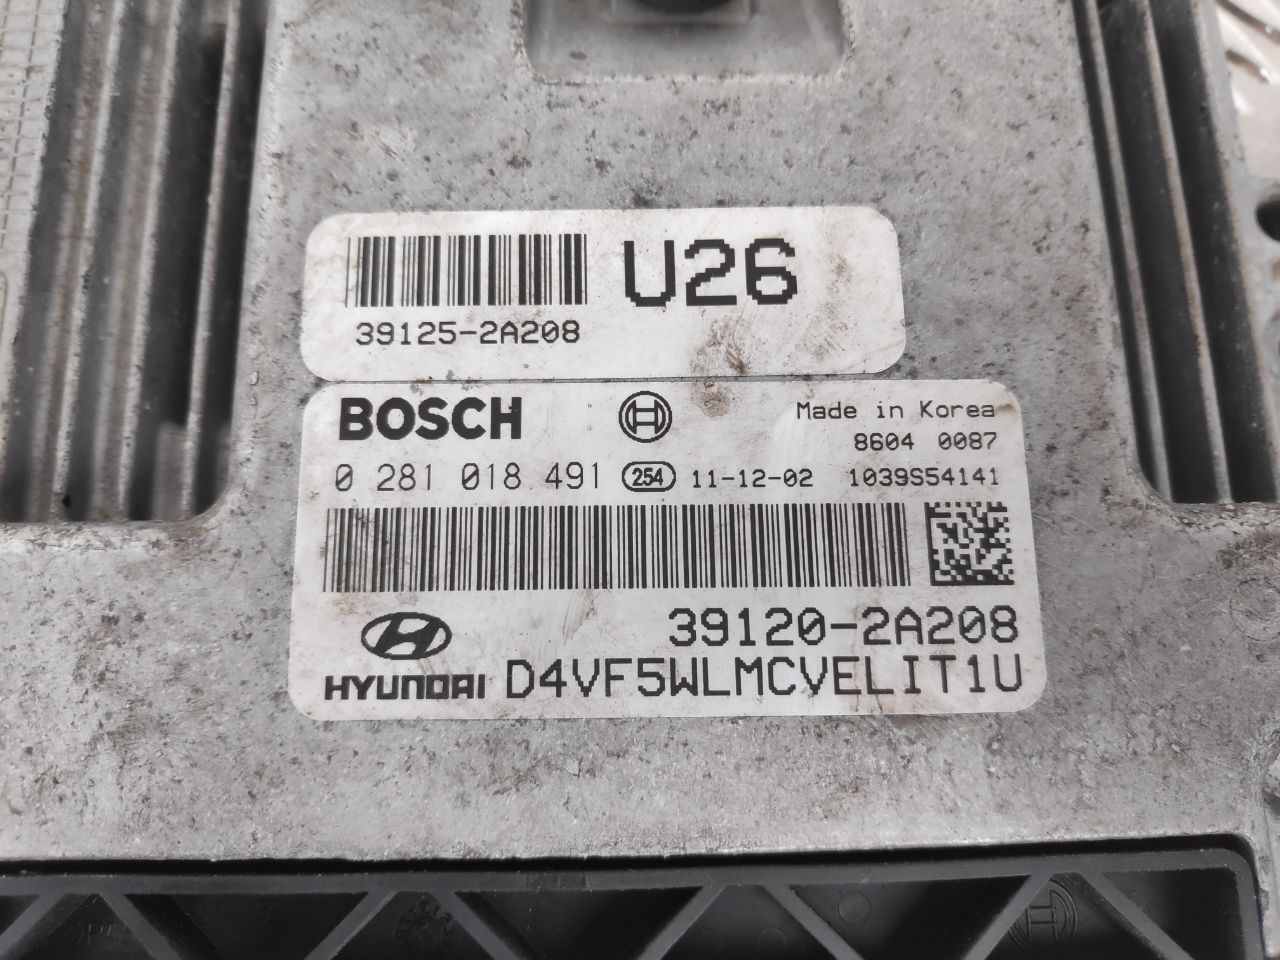 U26
39125-2A208
BOSCH
Made in Korea
8604 0087
0 281 018 491 254 11-12-02 1039S54141
39120-2A208
HYUNDAI D4VF5WLMCVELIT1U